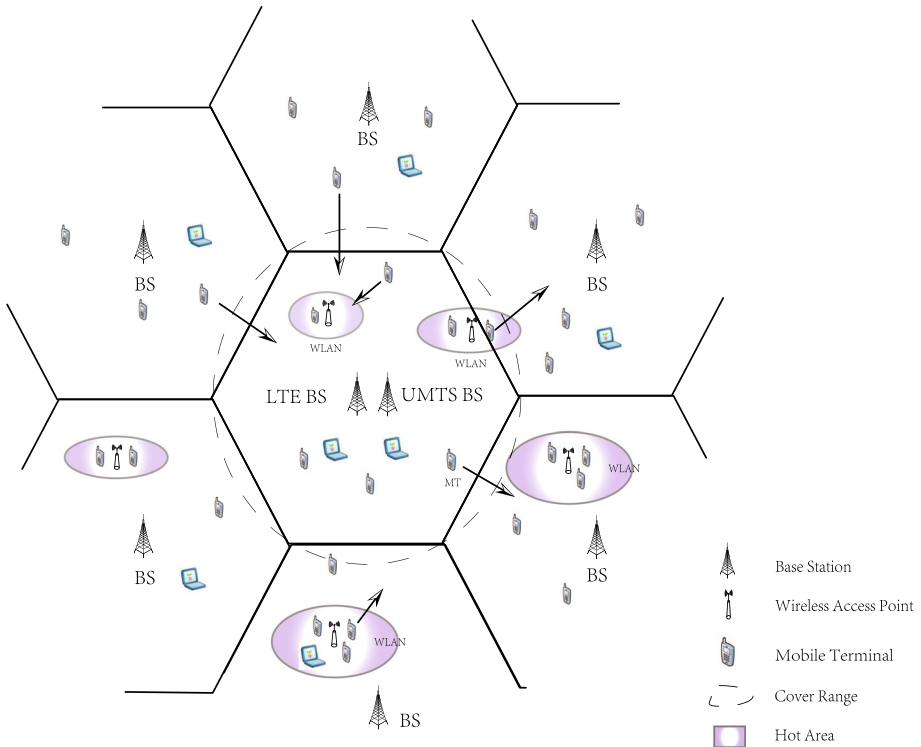 BS
BS
BS
WLAN
WLAN
LTE BS
UMTS BS
MT
WLAN
BS
BS
WLAN
BS
Base Station
Wireless Access Point
Mobile Terminal
Cover Range
Hot Area